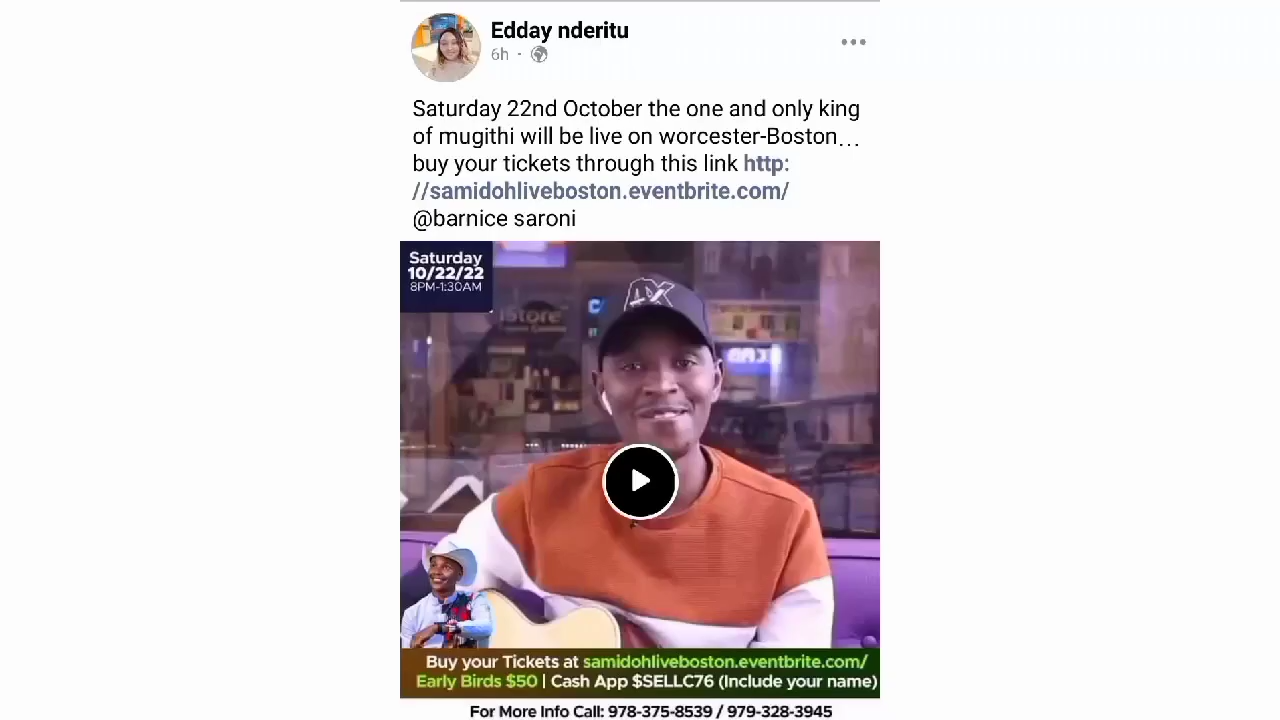 Edday nderitu
6h ·
Saturday 22nd October the one and only king
of mugithi will be live on worcester-Boston...
buy your tickets through this link http:
//samidohliveboston.eventbrite.com/
@barnice saroni
Saturday
10/22/22
8PM-1:30AM
iStore
Buy your Tickets at samidohliveboston.eventbrite.com/
Early Birds $50 | Cash App $SELLC76 (Include your name)
For More Info Call: 978-375-8539 / 979-328-3945